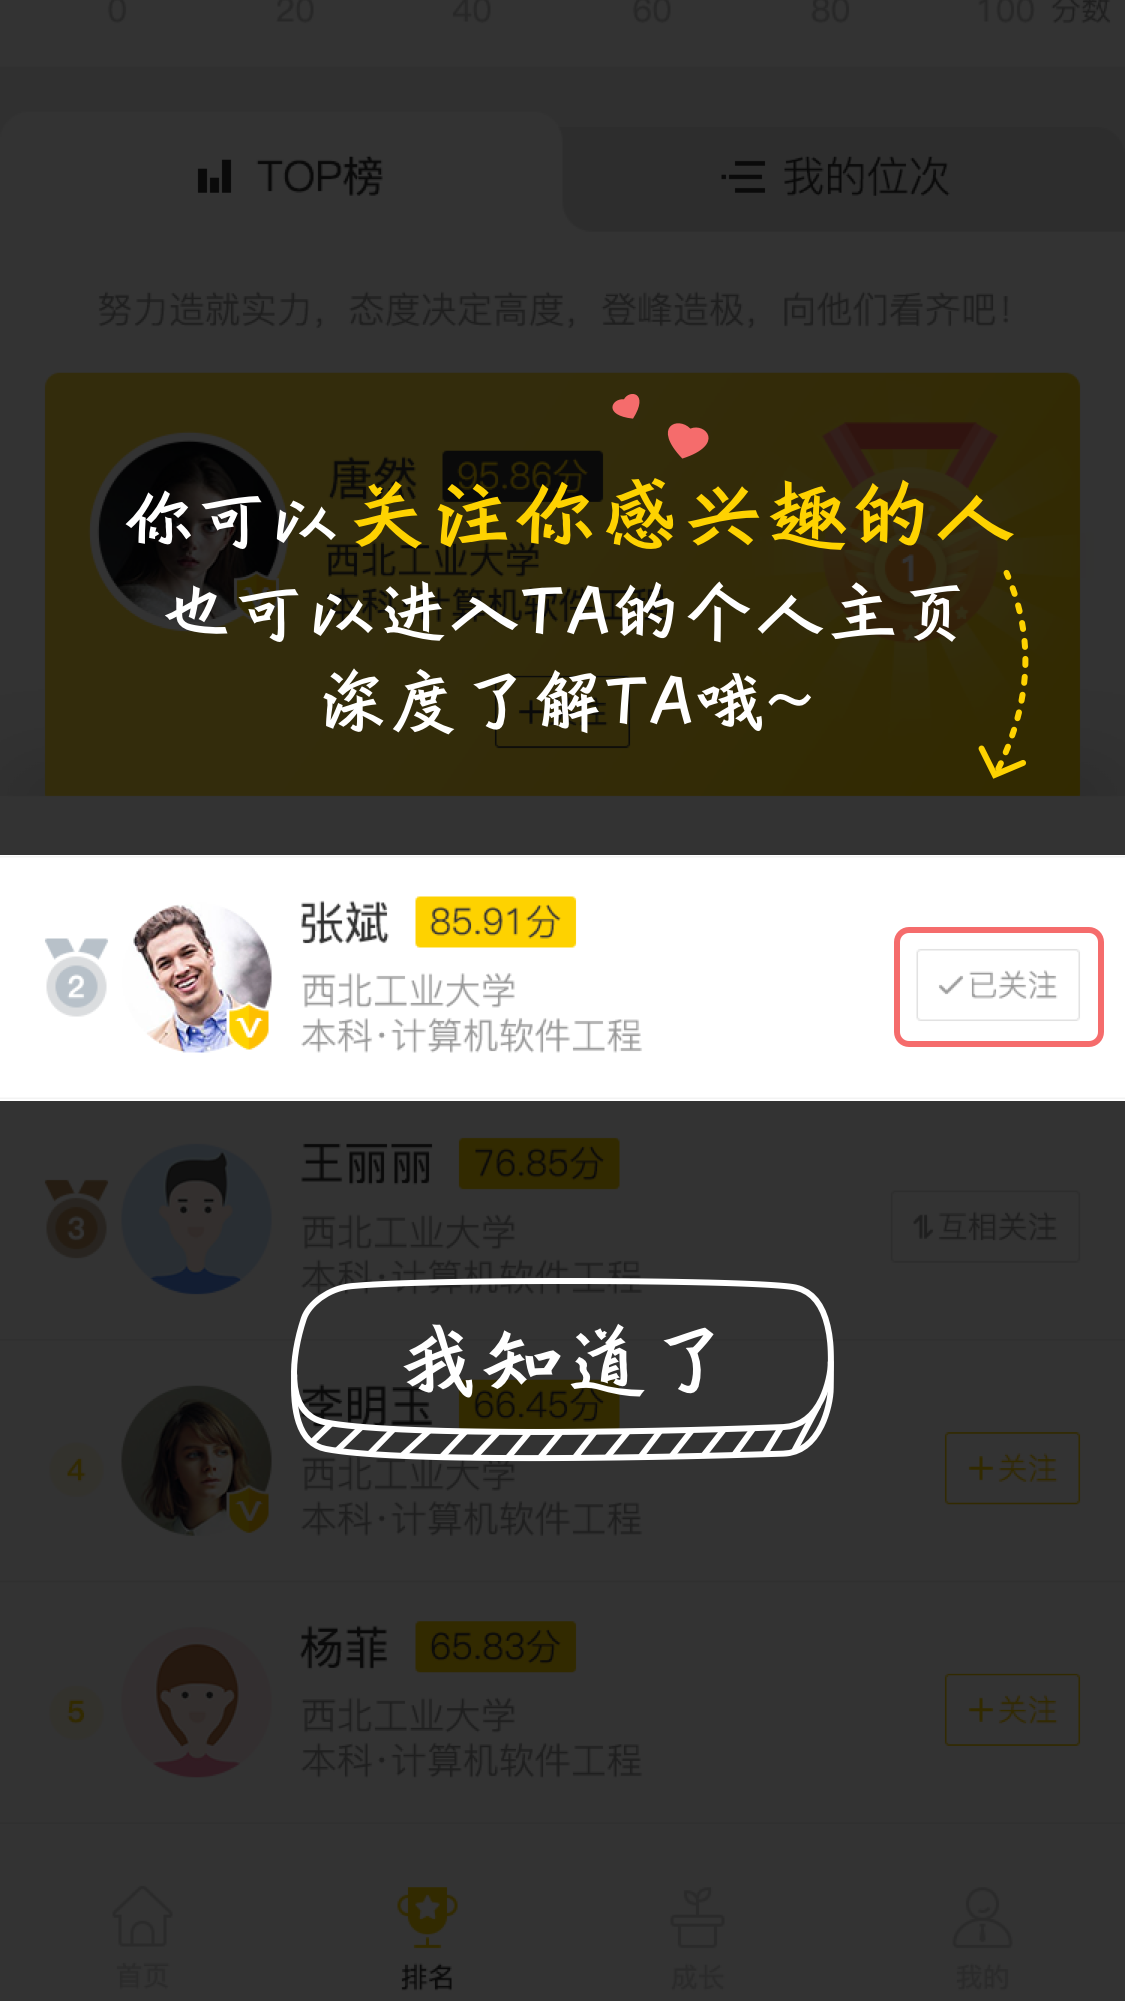 0 20 40 60 80 100 分数
TOP榜
我的位次
努力造就实力，态度决定高度，登峰造极，向他们看齐吧！
唐然 95.86分
你可以关注你感兴趣的人
西北工业大学
1
也可以进入TA的个人主页
本科·计算机软件工程
深度了解TA哦~
2
张斌 85.91分
西北工业大学
本科·计算机软件工程
已关注
3
王丽丽 76.85分
西北工业大学
本科·计算机软件工程
互相关注
我知道了
4
李明玉 66.45分
西北工业大学
本科·计算机软件工程
关注
5
杨菲 65.83分
西北工业大学
本科·计算机软件工程
关注
首页 排名 成长 我的